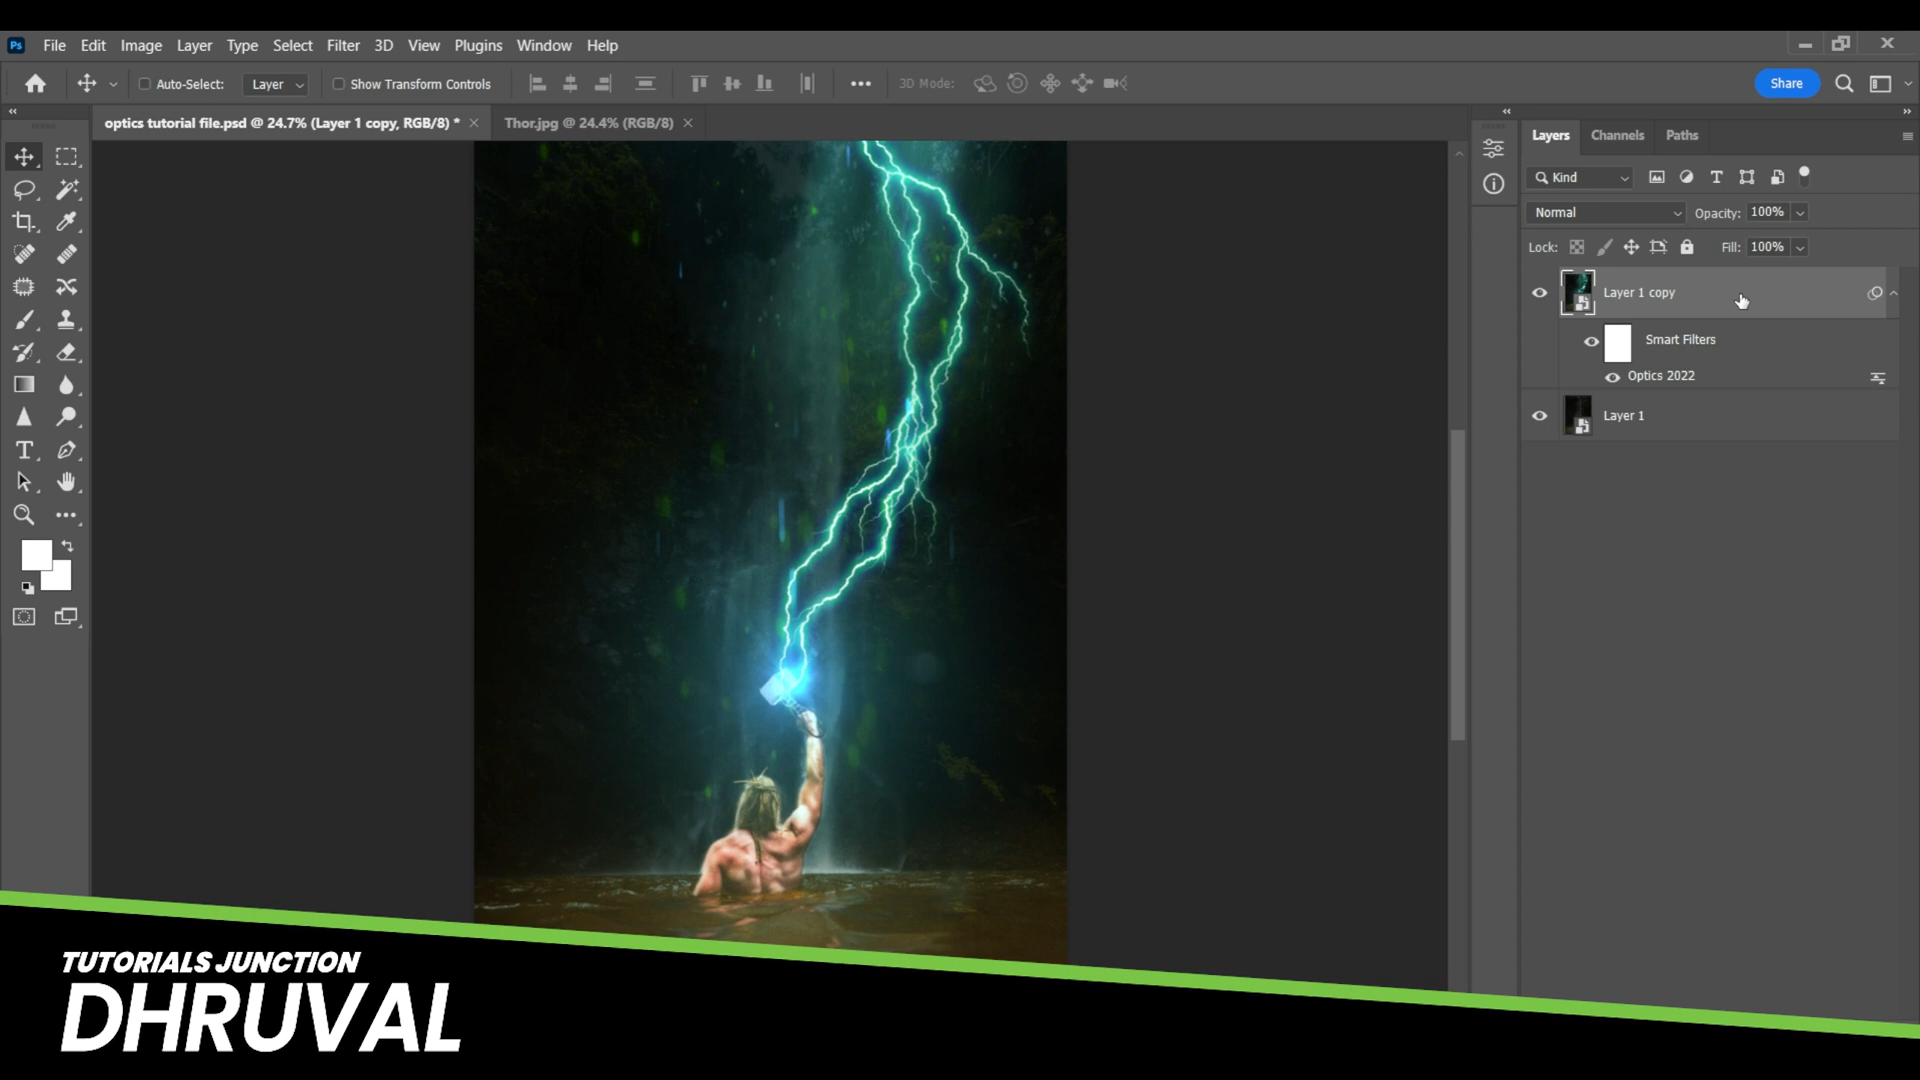 Ps File Edit Image Layer Type Select Filter 3D View Plugins Window Help
Auto-Select: Layer Show Transform Controls 3D Mode: Share
optics tutorial file.psd @ 24.7% (Layer 1 copy, RGB/8) * Thor.jpg @ 24.4% (RGB/8)
Layers Channels Paths
Kind
Normal Opacity: 100%
Lock: Fill: 100%
Layer 1 copy
Smart Filters
Optics 2022
Layer 1
TUTORIALS JUNCTION
DHRUVAL